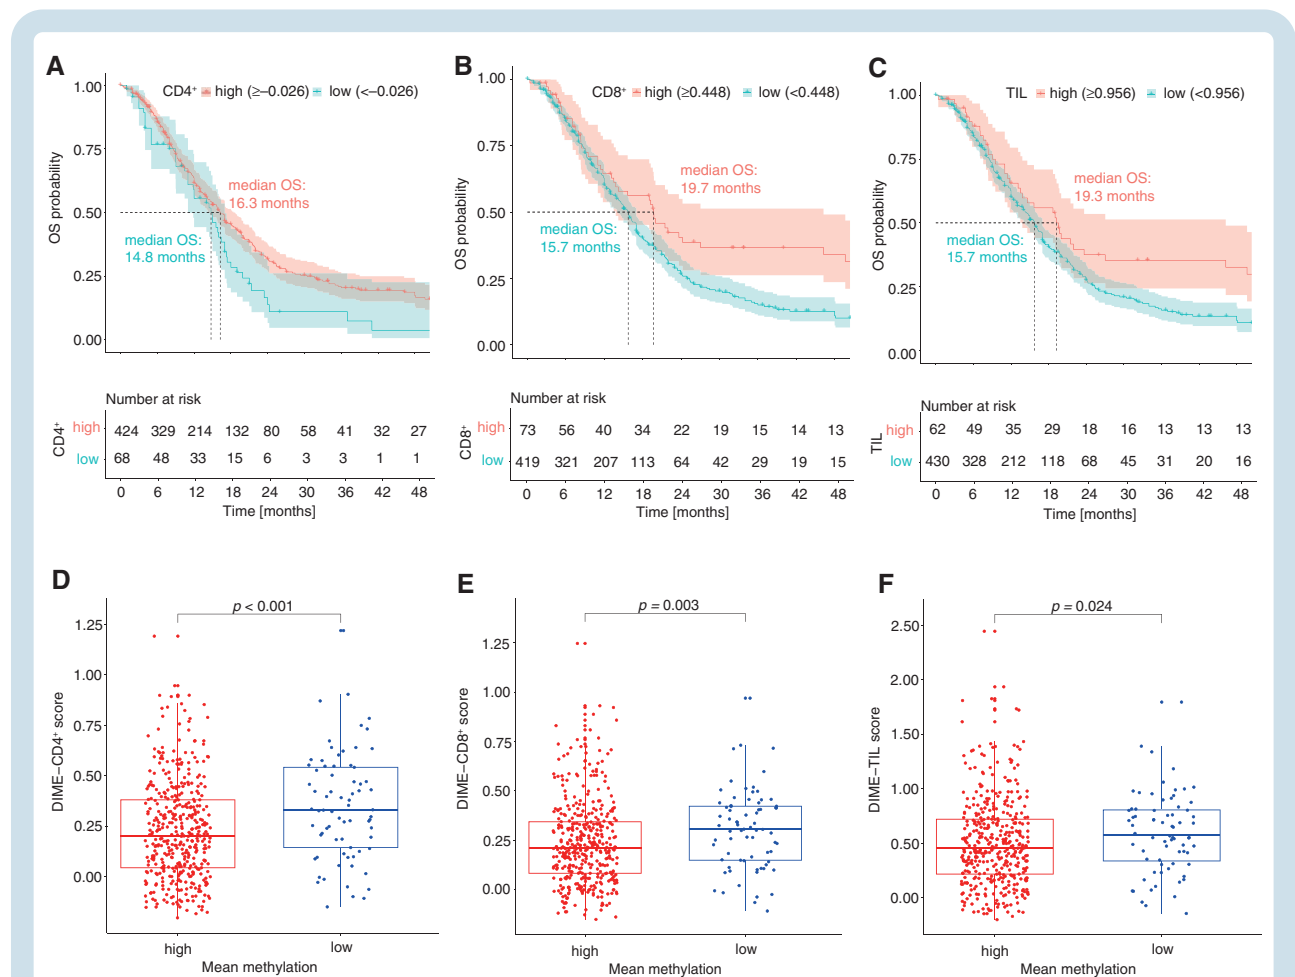 A
CD4⁺ high (≥−0.026) low (<−0.026)
OS probability
1.00
0.75
0.50
0.25
0.00
median OS:
16.3 months
median OS:
14.8 months
Number at risk
CD4⁺
high 424 329 214 132 80 58 41 32 27
low 68 48 33 15 6 3 3 1 1
0 6 12 18 24 30 36 42 48
Time [months]
B
CD8⁺ high (≥0.448) low (<0.448)
OS probability
1.00
0.75
0.50
0.25
0.00
median OS:
19.7 months
median OS:
15.7 months
Number at risk
CD8⁺
high 73 56 40 34 22 19 15 14 13
low 419 321 207 113 64 42 29 19 15
0 6 12 18 24 30 36 42 48
Time [months]
C
TIL high (≥0.956) low (<0.956)
OS probability
1.00
0.75
0.50
0.25
0.00
median OS:
19.3 months
median OS:
15.7 months
Number at risk
TIL
high 62 49 35 29 18 16 13 13 13
low 430 328 212 118 68 45 31 20 16
0 6 12 18 24 30 36 42 48
Time [months]
D
p < 0.001
DIME−CD4⁺ score
1.25
1.00
0.75
0.50
0.25
0.00
high low
Mean methylation
E
p = 0.003
DIME−CD8⁺ score
1.25
1.00
0.75
0.50
0.25
0.00
high low
Mean methylation
F
p = 0.024
DIME−TIL score
2.50
2.00
1.50
1.00
0.50
0.00
high low
Mean methylation